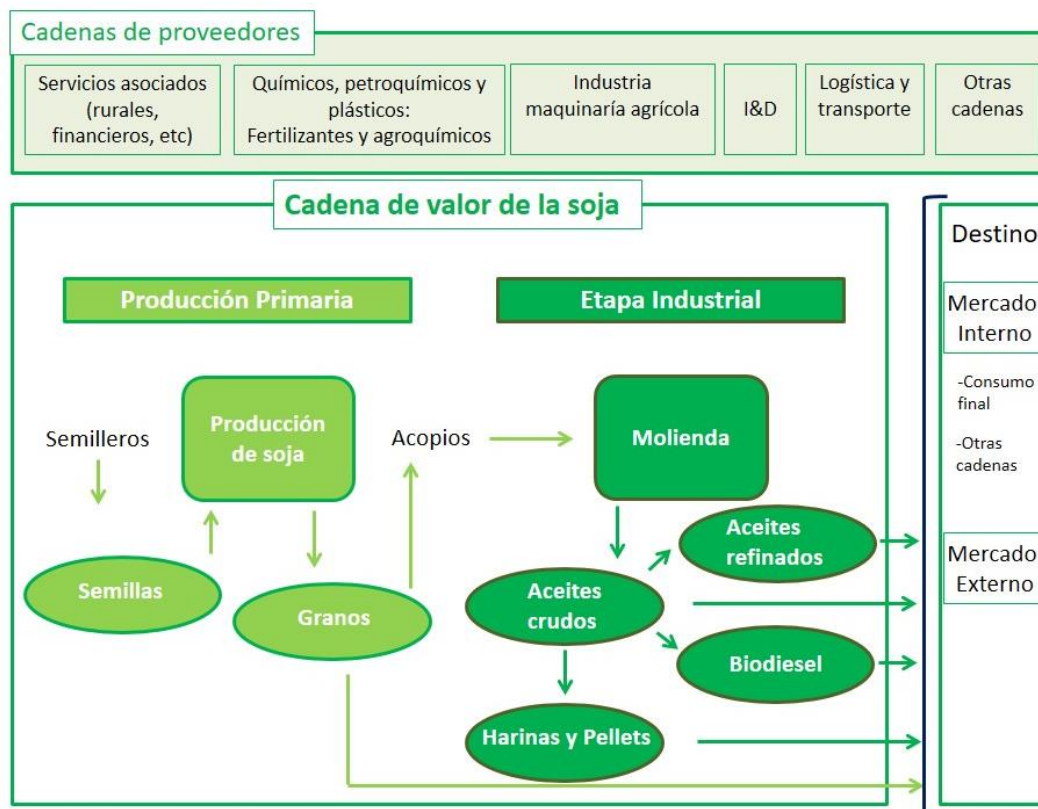 Cadenas de proveedores
Servicios asociados
(rurales,
financieros, etc)
Químicos, petroquímicos y
plásticos:
Fertilizantes y agroquímicos
Industria
maquinaría agrícola
I&D
Logística y
transporte
Otras
cadenas
Cadena de valor de la soja
Producción Primaria
Etapa Industrial
Semilleros
Producción
de soja
Acopios
Molienda
Semillas
Granos
Aceites
refinados
Aceites
crudos
Biodiesel
Harinas y Pellets
Destino
Mercado
Interno
-Consumo
final
-Otras
cadenas
Mercado
Externo